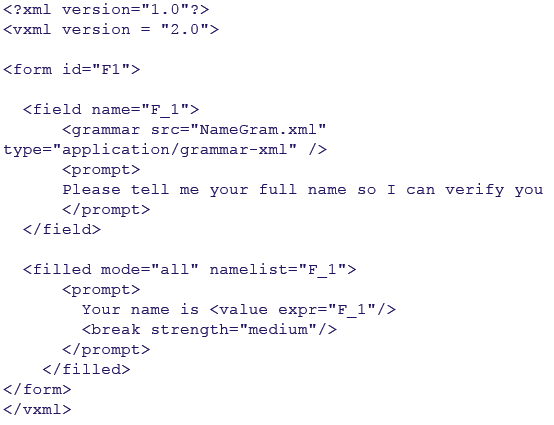 <?xml version="1.0"?>
<vxml version = "2.0">
<form id="F1">
<field name="F_1">
<grammar src="NameGram.xml"
type="application/grammar-xml" />
<prompt>
Please tell me your full name so I can verify you
</prompt>
</field>
<filled mode="all" namelist="F_1">
<prompt>
Your name is <value expr="F_1"/>
<break strength="medium"/>
</prompt>
</filled>
</form>
</vxml>